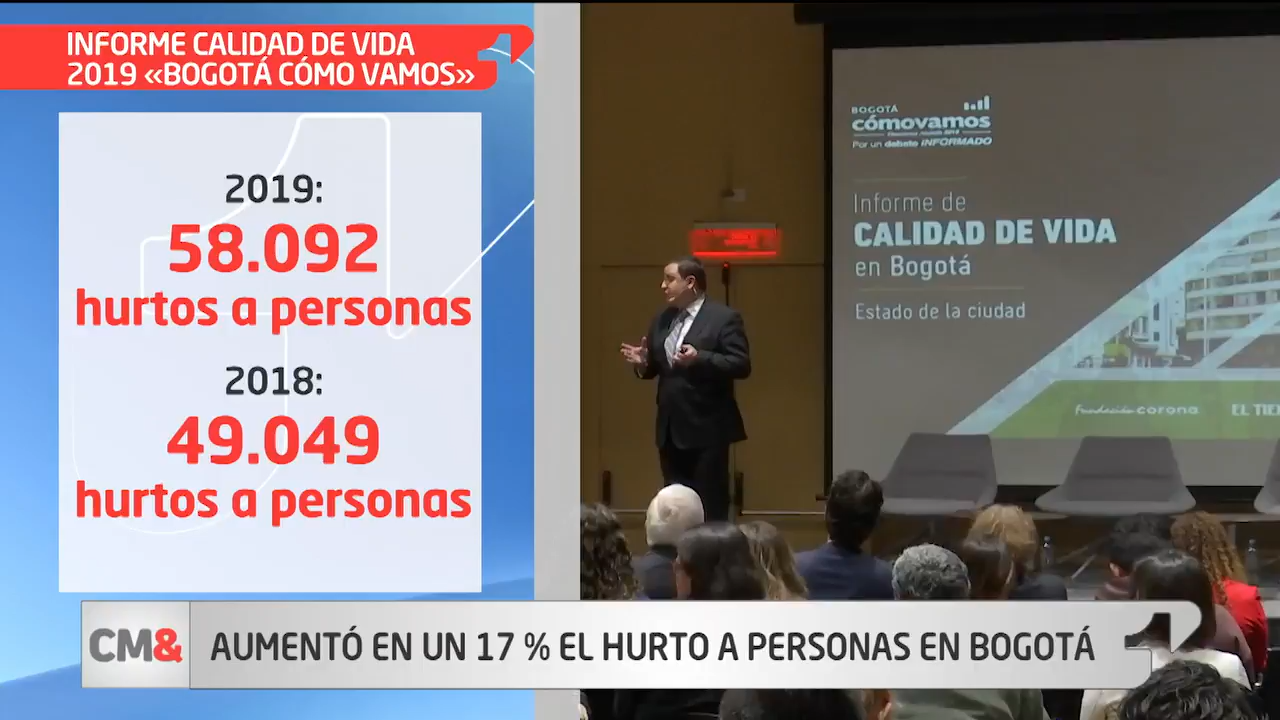 INFORME CALIDAD DE VIDA
2019 «BOGOTÁ CÓMO VAMOS»
2019:
58.092
hurtos a personas
2018:
49.049
hurtos a personas
BOGOTÁ
cómovamos
Por un debate INFORMADO
Informe de
CALIDAD DE VIDA
en Bogotá
Estado de la ciudad
Fundación corona
EL TIE
CM& AUMENTÓ EN UN 17 % EL HURTO A PERSONAS EN BOGOTÁ